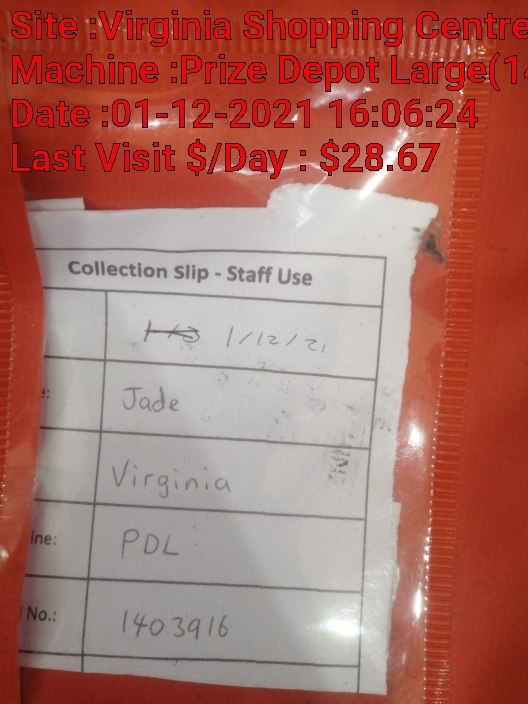 Site :Virginia Shopping Centre
Machine :Prize Depot Large(14
Date :01-12-2021 16:06:24
Last Visit $/Day : $28.67
Collection Slip - Staff Use
1/12/21
e: Jade
Virginia
ine: PDL
No.: 1403916